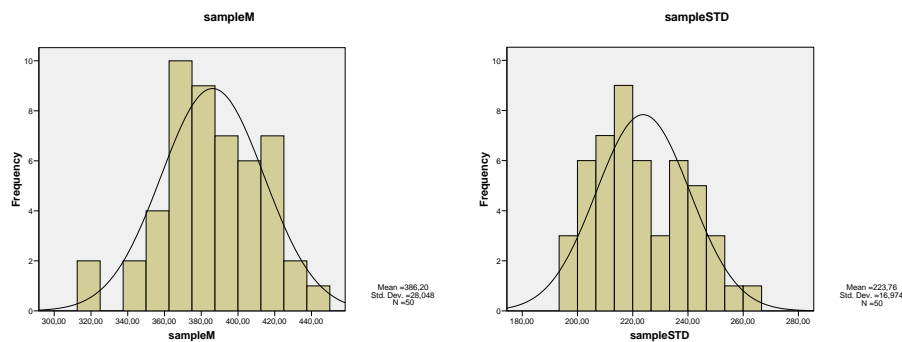 sampleM
10
8
6
4
2
0
Frequency
300,00 320,00 340,00 360,00 380,00 400,00 420,00 440,00
sampleM
Mean =386,20
Std. Dev. =28,048
N =50
sampleSTD
10
8
6
4
2
0
Frequency
180,00 200,00 220,00 240,00 260,00 280,00
sampleSTD
Mean =223,76
Std. Dev. =16,974
N =50